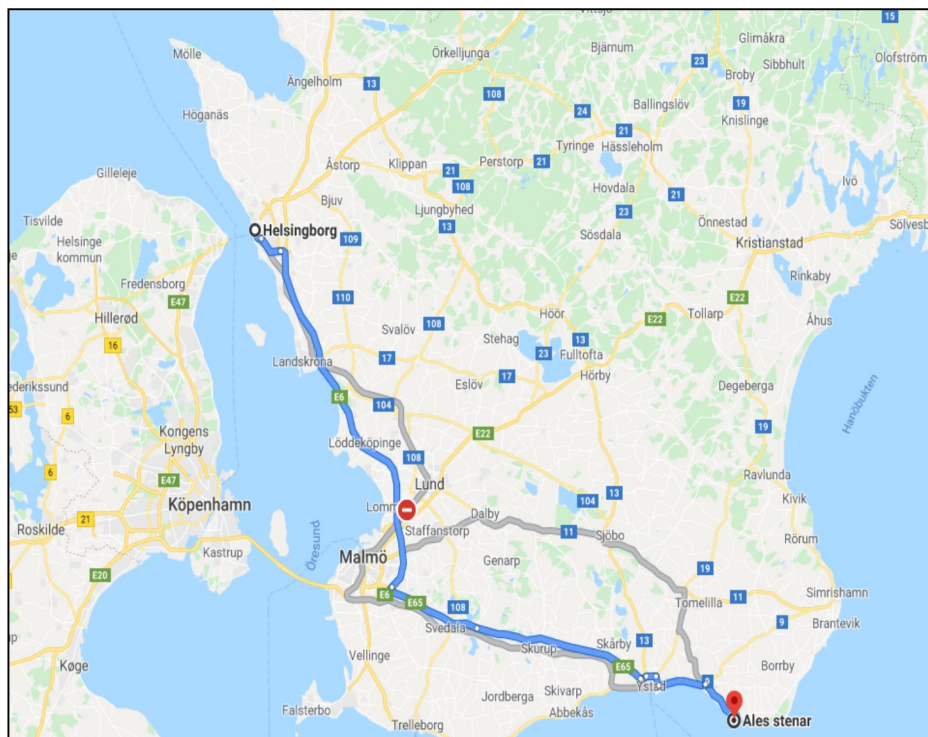 Vittsjö
15
Mölle
Örkelljunga
Bjärnum
Glimåkra
Sibbhult
Olofström
23
Broby
Ängelholm
13
108
19
Höganäs
24
Ballingslöv
Knislinge
21
Tyringe
Hässleholm
Åstorp
Klippan
Perstorp
21
21
Gilleleje
108
Bjuv
Hovdala
21
Ivö
Ljungbyhed
23
Önnestad
Tisvilde
13
Sölvesb
Helsingborg
109
Sösdala
Kristianstad
Helsinge
kommun
Rinkaby
Fredensborg
E47
110
E22
Hillerød
Svalöv
108
Höör
Tollarp
Åhus
16
Stehag
13
E22
Landskrona
17
23
Fulltofta
Hörby
Degeberga
ederikssund
Eslöv
17
53
6
E6
104
19
Hanöbukten
Kongens
Lyngby
E22
Löddeköpinge
108
6
Ravlunda
E47
Lund
13
104
Kivik
Köpenhamn
Lomm
21
Dalby
Roskilde
Staffanstorp
11
Sjöbo
Rörum
Kastrup
Öresund
Malmö
Genarp
19
E20
E6
E65
108
Tomelilla
11
Simrishamn
Svedala
9
Brantevik
Skurup
Skårby
13
Vellinge
E65
Borrby
Køge
Ystad
9
Jordberga
Skivarp
Abbekås
Falsterbo
Trelleborg
Ales stenar